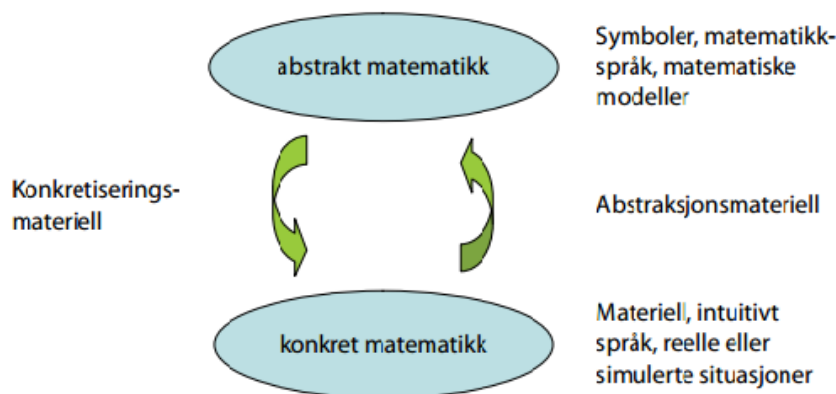 abstrakt matematikk
Symboler, matematikk-
språk, matematiske
modeller
Konkretiserings-
materiell
Abstraksjonsmateriell
konkret matematikk
Materiell, intuitivt
språk, reelle eller
simulerte situasjoner